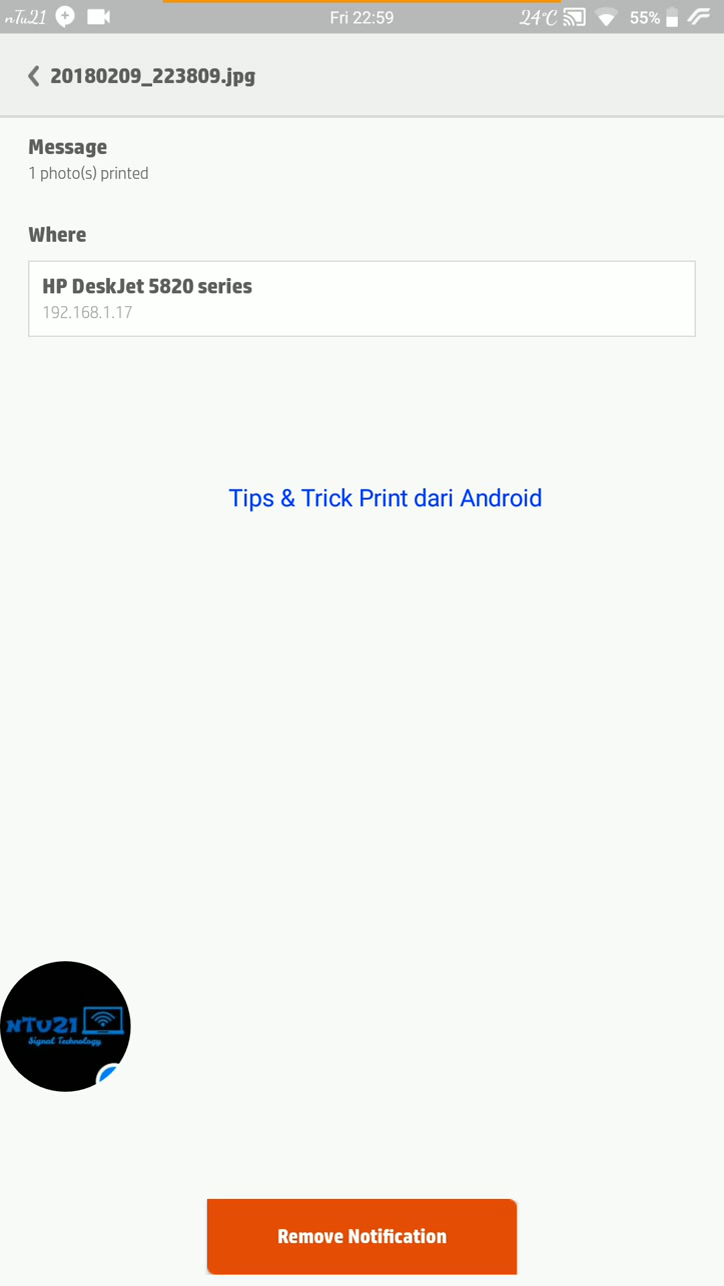 nTu21 Fri 22:59 24°C 55%
20180209_223809.jpg
Message
1 photo(s) printed
Where
HP DeskJet 5820 series
192.168.1.17
Tips & Trick Print dari Android
NTU21
Signal Technology
Remove Notification